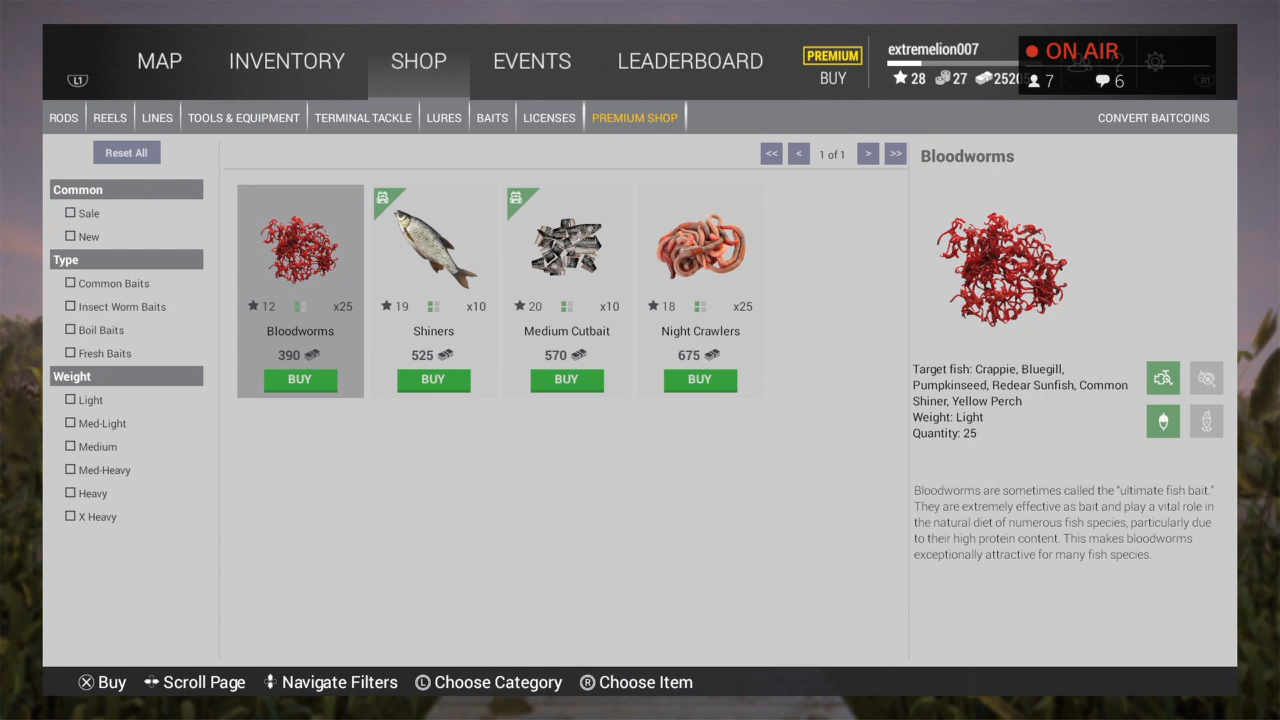 MAP INVENTORY SHOP EVENTS LEADERBOARD PREMIUM BUY
L1
extremelion007
28 27 2520
ON AIR
7 6
R1
RODS REELS LINES TOOLS & EQUIPMENT TERMINAL TACKLE LURES BAITS LICENSES PREMIUM SHOP CONVERT BAITCOINS
Reset All
<< < 1 of 1 > >>
Common
Sale
New
Type
Common Baits
Insect Worm Baits
Boil Baits
Fresh Baits
Weight
Light
Med-Light
Medium
Med-Heavy
Heavy
X Heavy
12 x25
Bloodworms
390
BUY
19 x10
Shiners
525
BUY
20 x10
Medium Cutbait
570
BUY
18 x25
Night Crawlers
675
BUY
Bloodworms
Target fish: Crappie, Bluegill,
Pumpkinseed, Redear Sunfish, Common
Shiner, Yellow Perch
Weight: Light
Quantity: 25
Bloodworms are sometimes called the "ultimate fish bait."
They are extremely effective as bait and play a vital role in
the natural diet of numerous fish species, particularly due
to their high protein content. This makes bloodworms
exceptionally attractive for many fish species.
X Buy Scroll Page Navigate Filters L Choose Category R Choose Item